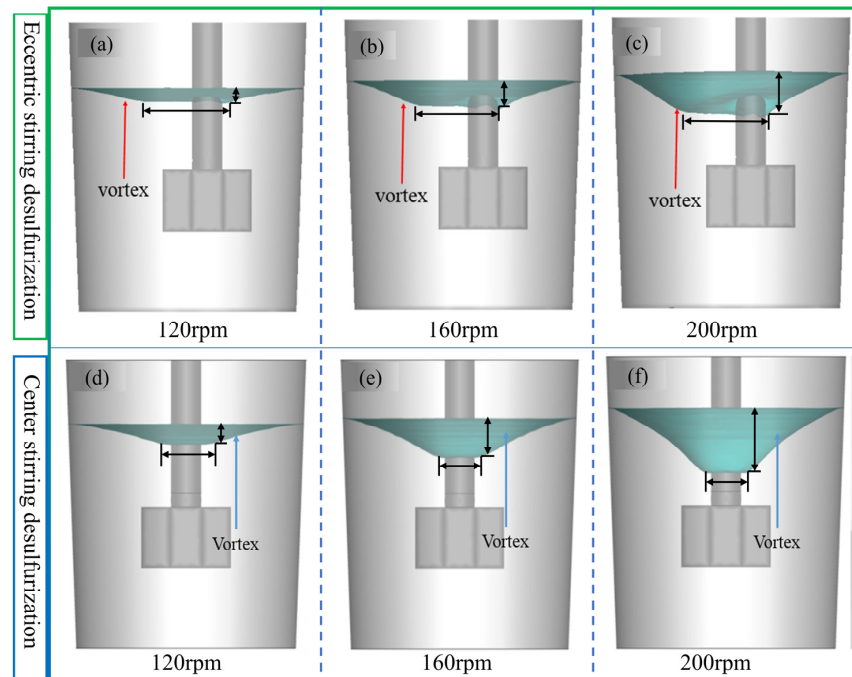 Eccentric stirring desulfurization
(a)
vortex
120rpm
(b)
vortex
160rpm
(c)
vortex
200rpm
Center stirring desulfurization
(d)
Vortex
120rpm
(e)
Vortex
160rpm
(f)
Vortex
200rpm